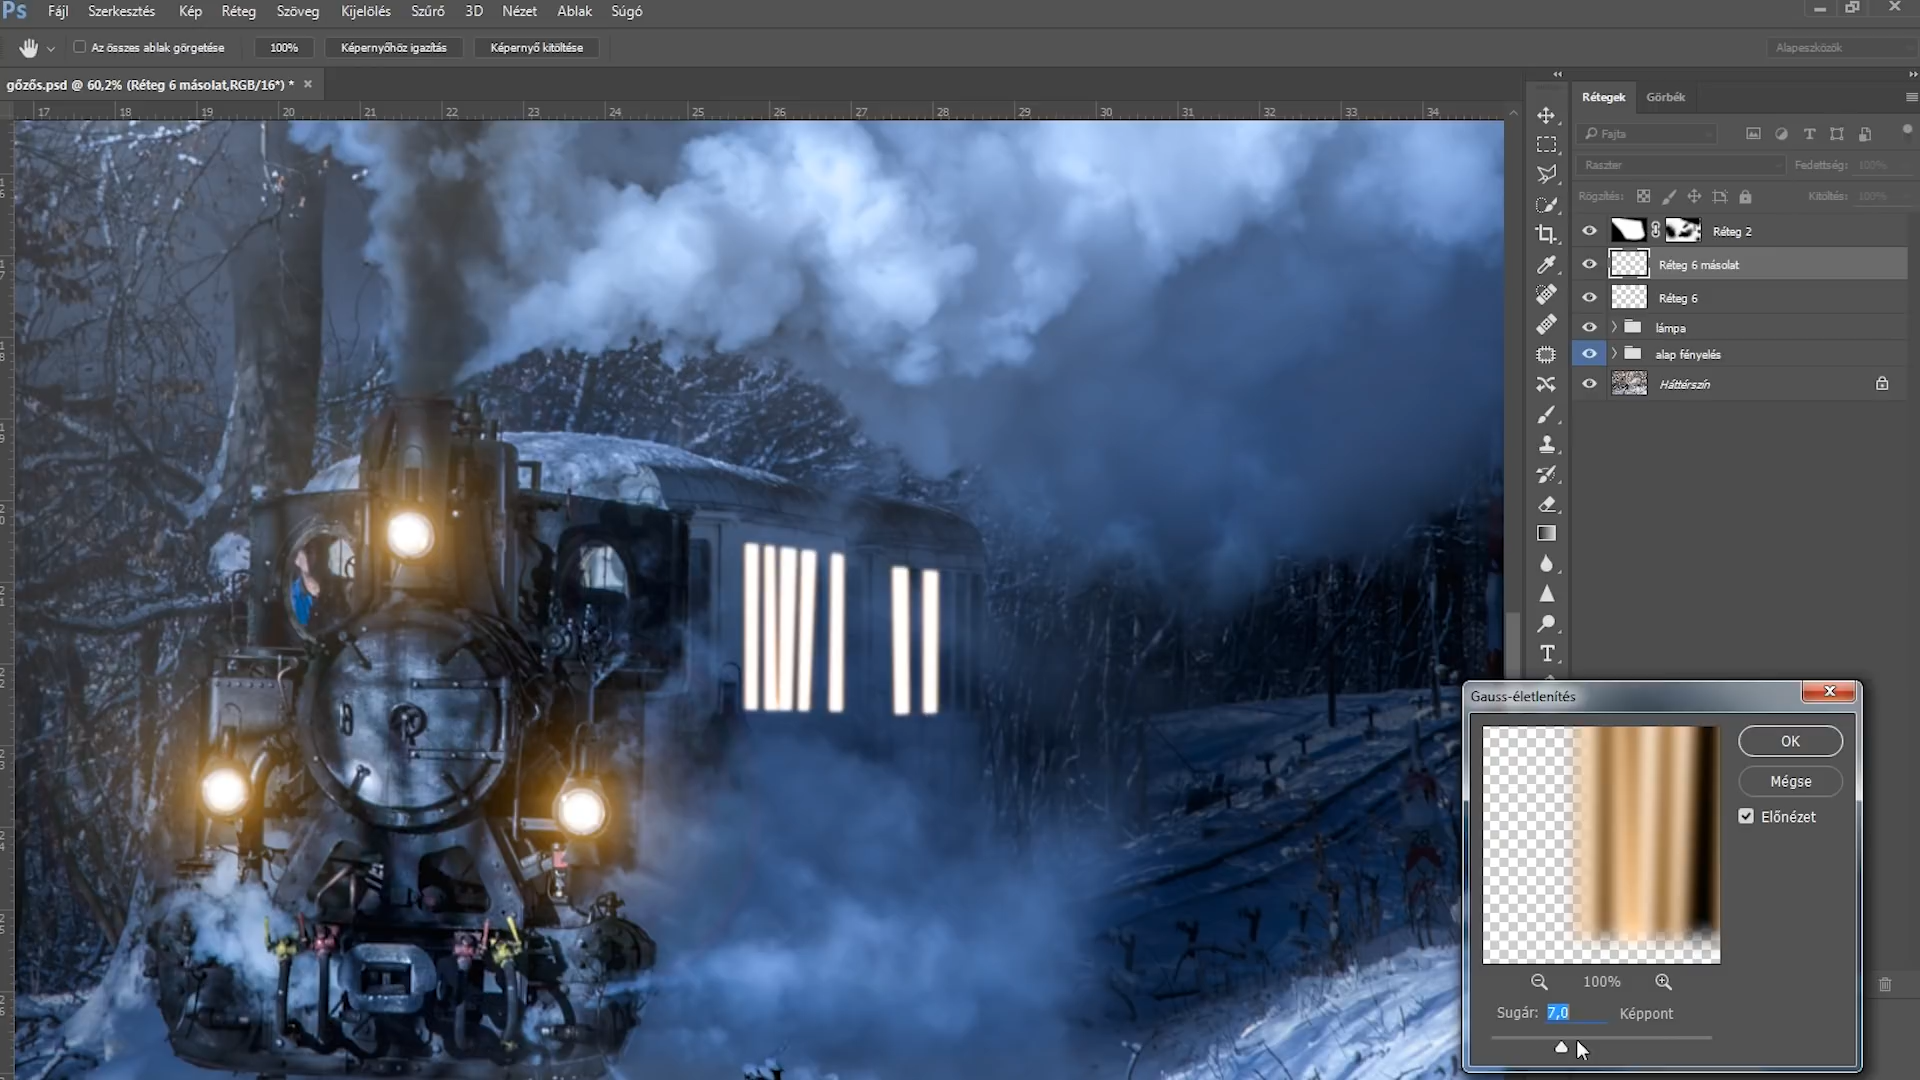 Ps Fájl Szerkesztés Kép Réteg Kijelölés Szöveg Szűrő 3D Nézet Ablak Súgó
Az összes ablak görgetése 100% Képernyőhöz igazítás Képernyő kitöltése Alapeszközök
gőzős.psd @ 60,2% (Réteg 6 másolat,RGB/16*) * ×
17 18 19 20 21 22 23 24 25 26 27 28 29 30 31 32 33 34
Rétegek Görbék
Fajta
Raszter Fedettség: 100%
Rögzítés: Kitöltés: 100%
Réteg 2
Réteg 6 másolat
Réteg 6
lámpa
alap fényelés
Háttérszín
Gauss-életlenítés
OK
Mégse
Előnézet
100%
Sugár: 7,0 Képpont